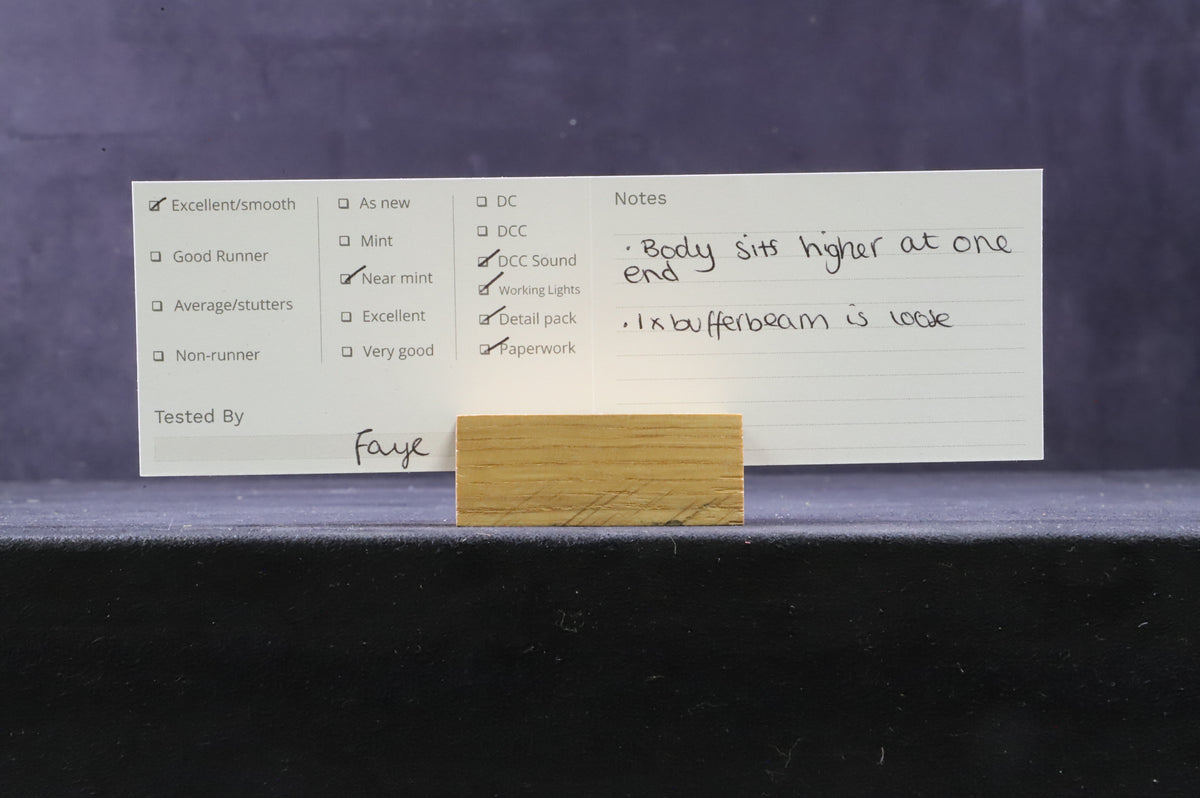 Excellent/smooth
Good Runner
Average/stutters
Non-runner
Tested By
Faye
As new
Mint
Near mint
Excellent
Very good
DC
DCC
DCC Sound
Working Lights
Detail pack
Paperwork
Notes
· Body sits higher at one
end
· 1x bufferbeam is loose